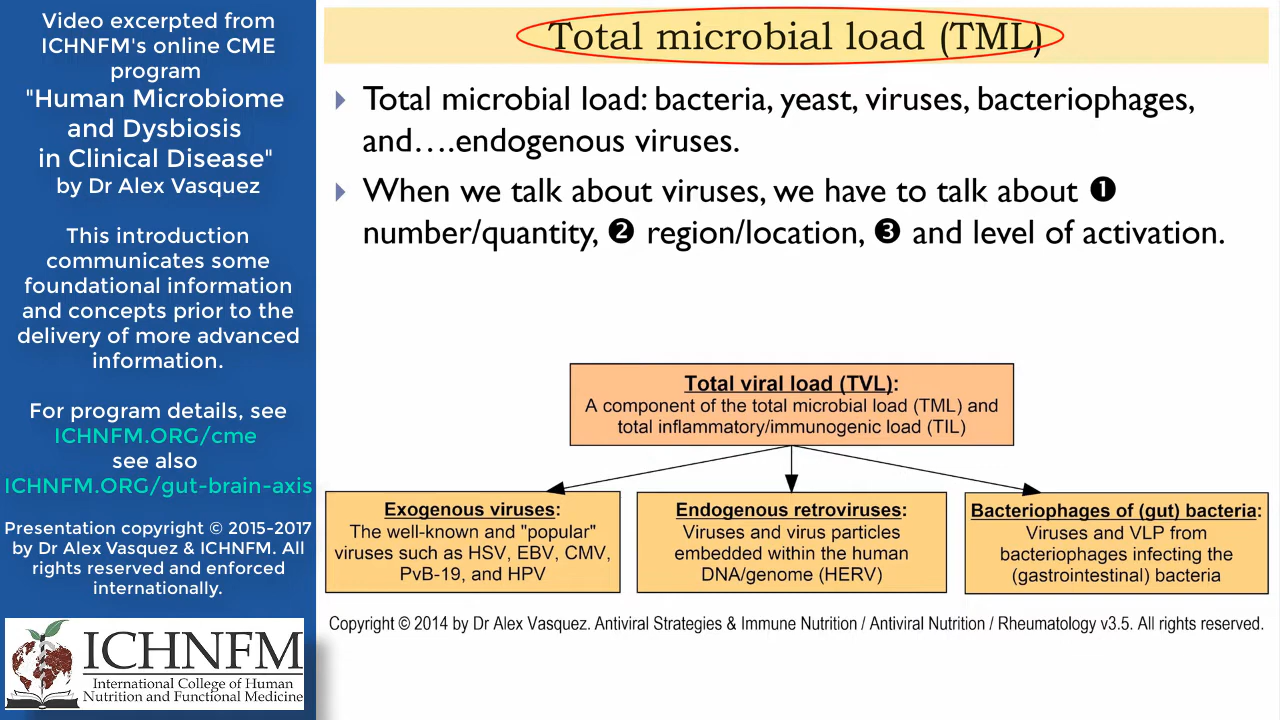 Video excerpted from
ICHNFM's online CME
program
"Human Microbiome
and Dysbiosis
in Clinical Disease"
by Dr Alex Vasquez
This introduction
communicates some
foundational information
and concepts prior to the
delivery of more advanced
information.
For program details, see
ICHNFM.ORG/cme
see also
ICHNFM.ORG/gut-brain-axis
Presentation copyright © 2015-2017
by Dr Alex Vasquez & ICHNFM. All
rights reserved and enforced
internationally.
ICHNFM
International College of Human
Nutrition and Functional Medicine
Total microbial load (TML)
Total microbial load: bacteria, yeast, viruses, bacteriophages,
and….endogenous viruses.
When we talk about viruses, we have to talk about ❶
number/quantity, ❷ region/location, ❸ and level of activation.
Total viral load (TVL):
A component of the total microbial load (TML) and
total inflammatory/immunogenic load (TIL)
Exogenous viruses:
The well-known and "popular"
viruses such as HSV, EBV, CMV,
PvB-19, and HPV
Endogenous retroviruses:
Viruses and virus particles
embedded within the human
DNA/genome (HERV)
Bacteriophages of (gut) bacteria:
Viruses and VLP from
bacteriophages infecting the
(gastrointestinal) bacteria
Copyright © 2014 by Dr Alex Vasquez. Antiviral Strategies & Immune Nutrition / Antiviral Nutrition / Rheumatology v3.5. All rights reserved.